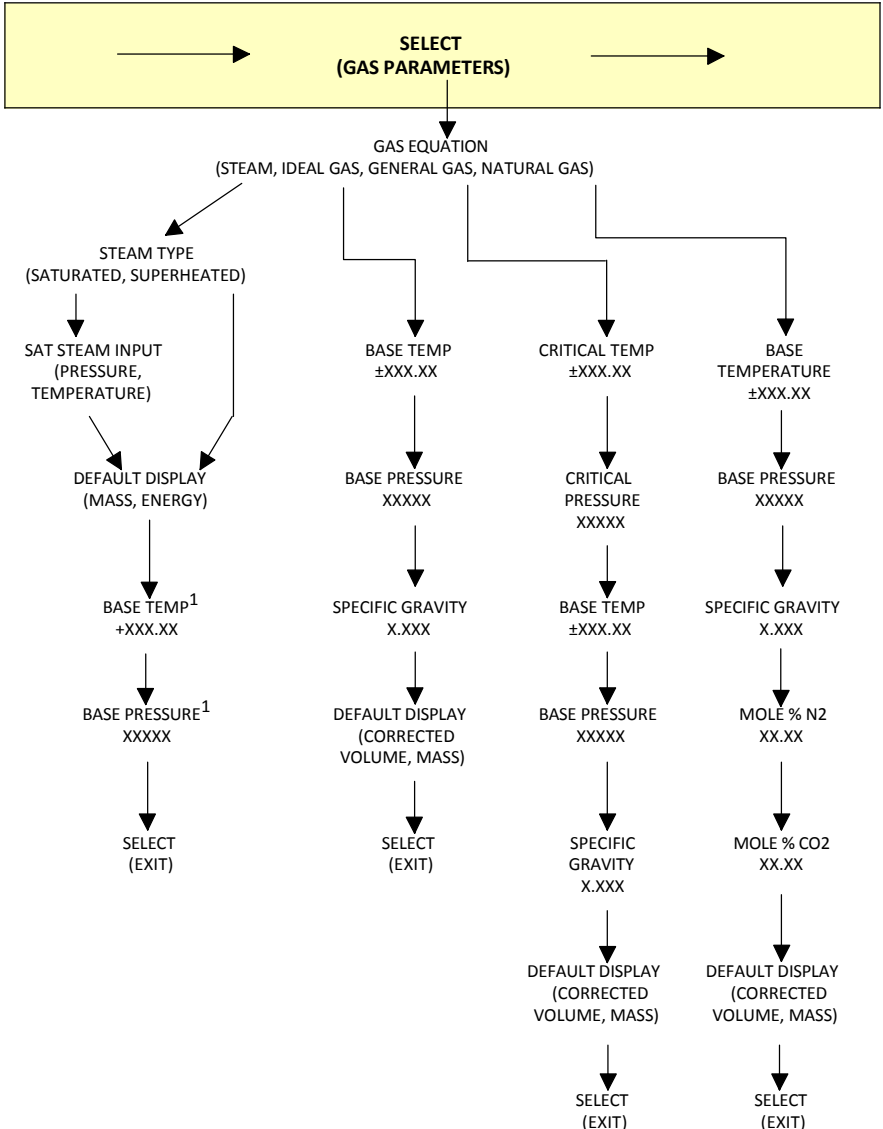 SELECT
(GAS PARAMETERS)
GAS EQUATION
(STEAM, IDEAL GAS, GENERAL GAS, NATURAL GAS)
STEAM TYPE
(SATURATED, SUPERHEATED)
SAT STEAM INPUT
(PRESSURE,
TEMPERATURE)
DEFAULT DISPLAY
(MASS, ENERGY)
BASE TEMP1
+XXX.XX
BASE PRESSURE1
XXXXX
SELECT
(EXIT)
BASE TEMP
±XXX.XX
BASE PRESSURE
XXXXX
SPECIFIC GRAVITY
X.XXX
DEFAULT DISPLAY
(CORRECTED
VOLUME, MASS)
SELECT
(EXIT)
CRITICAL TEMP
±XXX.XX
CRITICAL
PRESSURE
XXXXX
BASE TEMP
±XXX.XX
BASE PRESSURE
XXXXX
SPECIFIC
GRAVITY
X.XXX
DEFAULT DISPLAY
(CORRECTED
VOLUME, MASS)
SELECT
(EXIT)
BASE
TEMPERATURE
±XXX.XX
BASE PRESSURE
XXXXX
SPECIFIC GRAVITY
X.XXX
MOLE % N2
XX.XX
MOLE % CO2
XX.XX
DEFAULT DISPLAY
(CORRECTED
VOLUME, MASS)
SELECT
(EXIT)